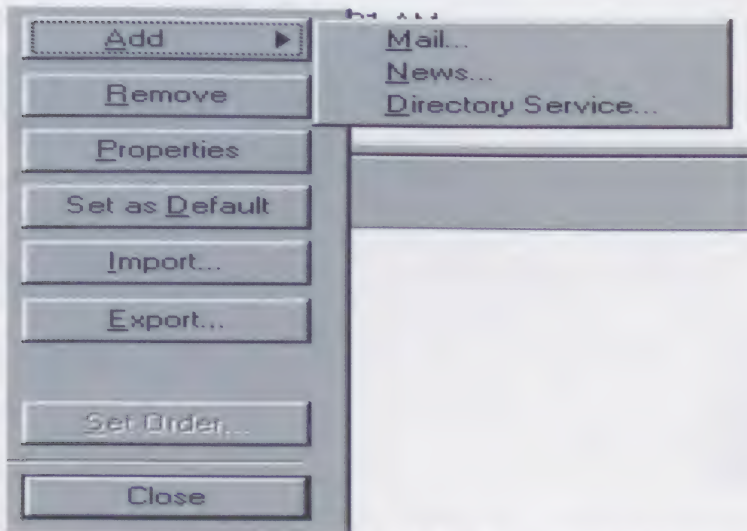 Add
Mail...
News...
Directory Service...
Remove
Properties
Set as Default
Import...
Export...
Set Order...
Close